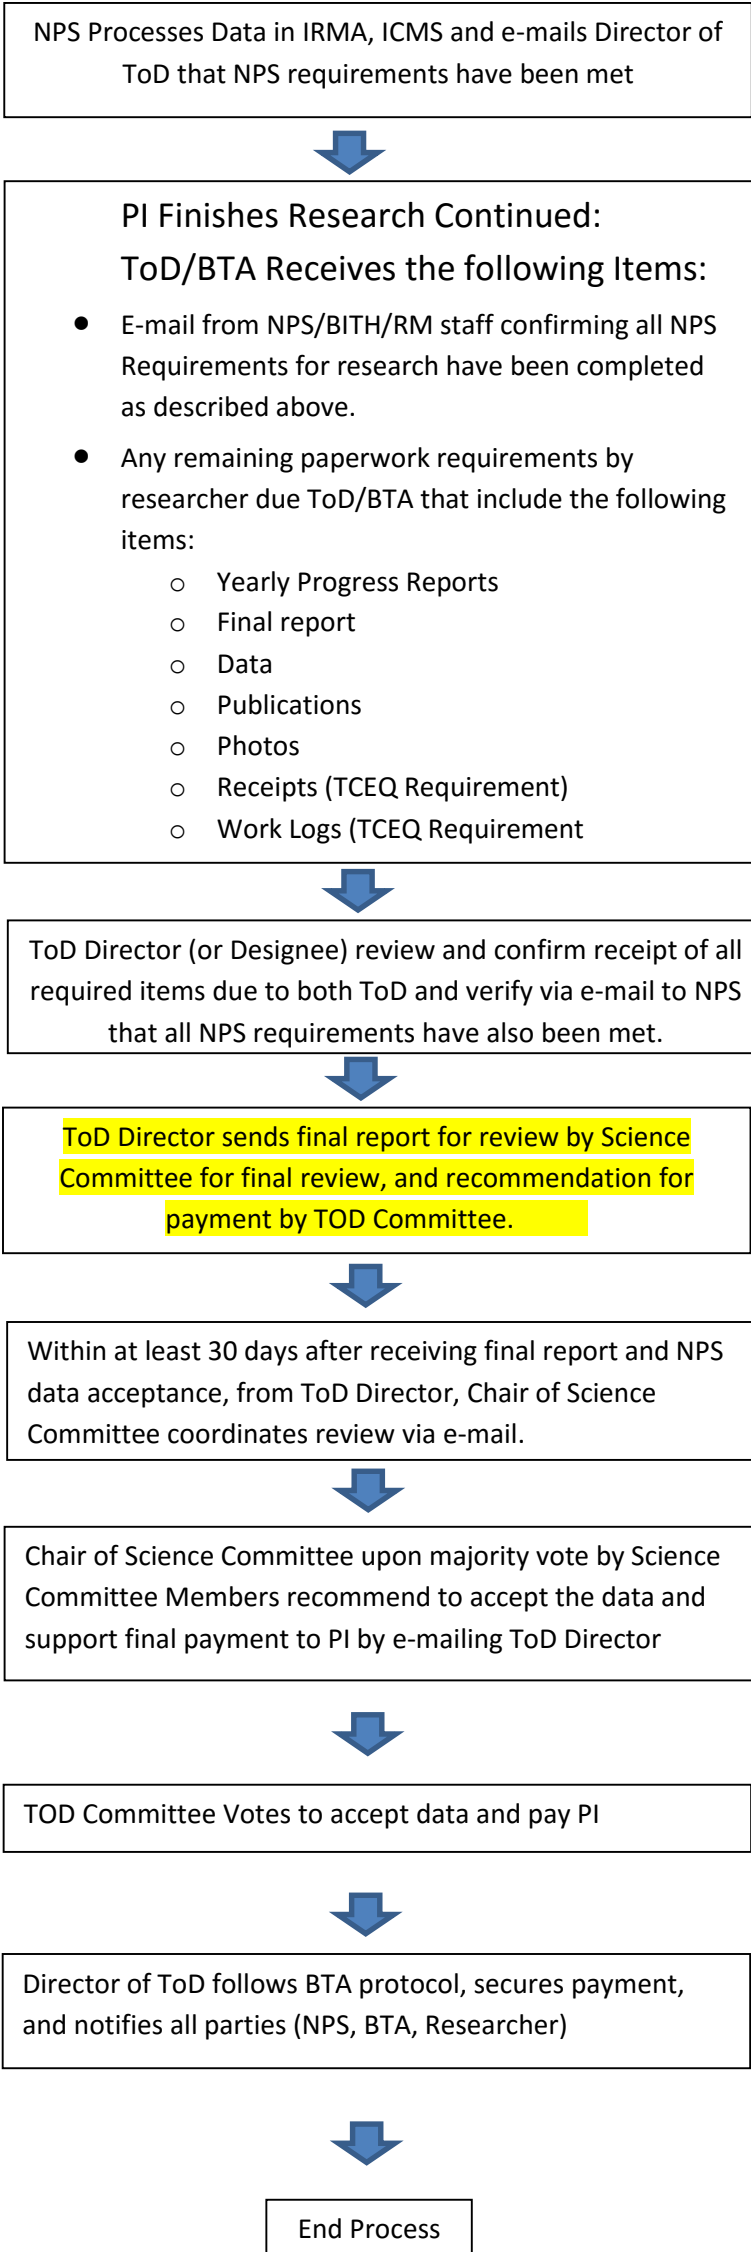 NPS Processes Data in IRMA, ICMS and e-mails Director of
ToD that NPS requirements have been met
PI Finishes Research Continued:
ToD/BTA Receives the following Items:
● E-mail from NPS/BITH/RM staff confirming all NPS
Requirements for research have been completed
as described above.
● Any remaining paperwork requirements by
researcher due ToD/BTA that include the following
items:
o Yearly Progress Reports
o Final report
o Data
o Publications
o Photos
o Receipts (TCEQ Requirement)
o Work Logs (TCEQ Requirement
ToD Director (or Designee) review and confirm receipt of all
required items due to both ToD and verify via e-mail to NPS
that all NPS requirements have also been met.
ToD Director sends final report for review by Science
Committee for final review, and recommendation for
payment by TOD Committee.
Within at least 30 days after receiving final report and NPS
data acceptance, from ToD Director, Chair of Science
Committee coordinates review via e-mail.
Chair of Science Committee upon majority vote by Science
Committee Members recommend to accept the data and
support final payment to PI by e-mailing ToD Director
TOD Committee Votes to accept data and pay PI
Director of ToD follows BTA protocol, secures payment,
and notifies all parties (NPS, BTA, Researcher)
End Process